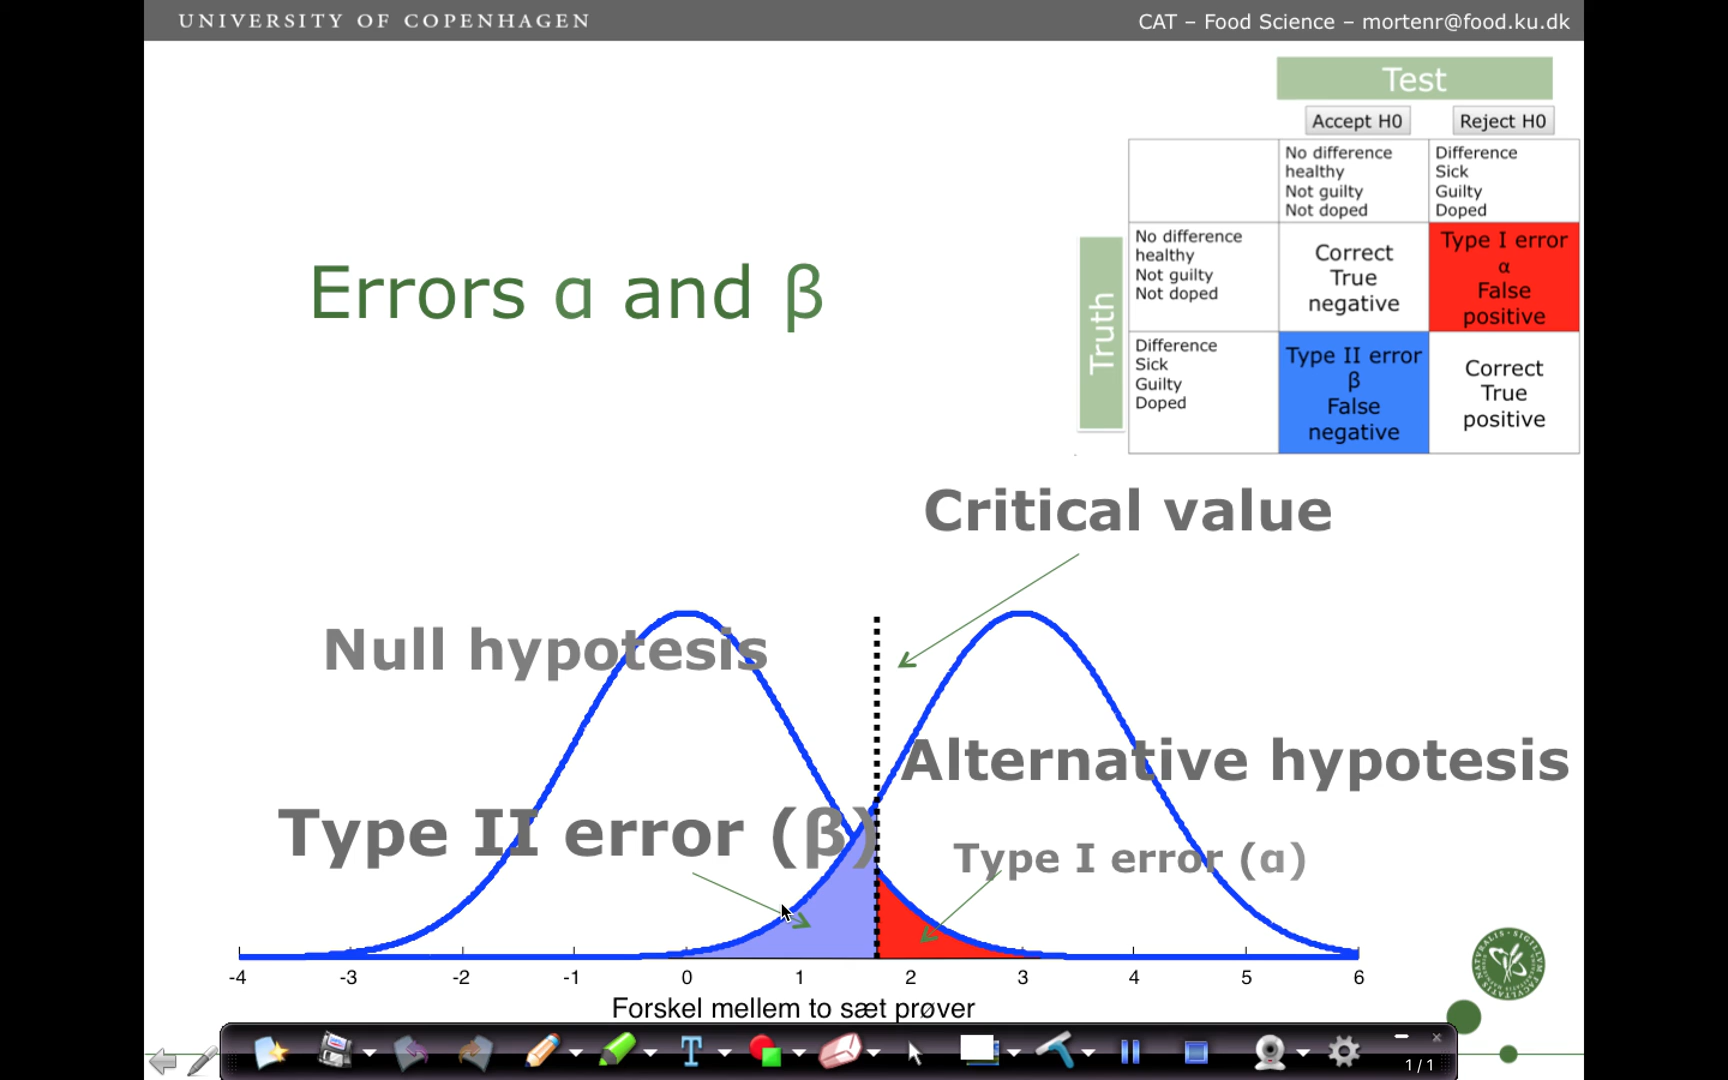 UNIVERSITY OF COPENHAGEN
CAT – Food Science – mortenr@food.ku.dk
Test
Accept H0
Reject H0
No difference
healthy
Not guilty
Not doped
Difference
Sick
Guilty
Doped
Truth
No difference
healthy
Not guilty
Not doped
Correct
True
negative
Type I error
α
False
positive
Difference
Sick
Guilty
Doped
Type II error
β
False
negative
Correct
True
positive
Errors α and β
Critical value
Null hypotesis
Alternative hypotesis
Type II error (β)
Type I error (α)
-4 -3 -2 -1 0 1 2 3 4 5 6
Forskel mellem to sæt prøver
1 / 1